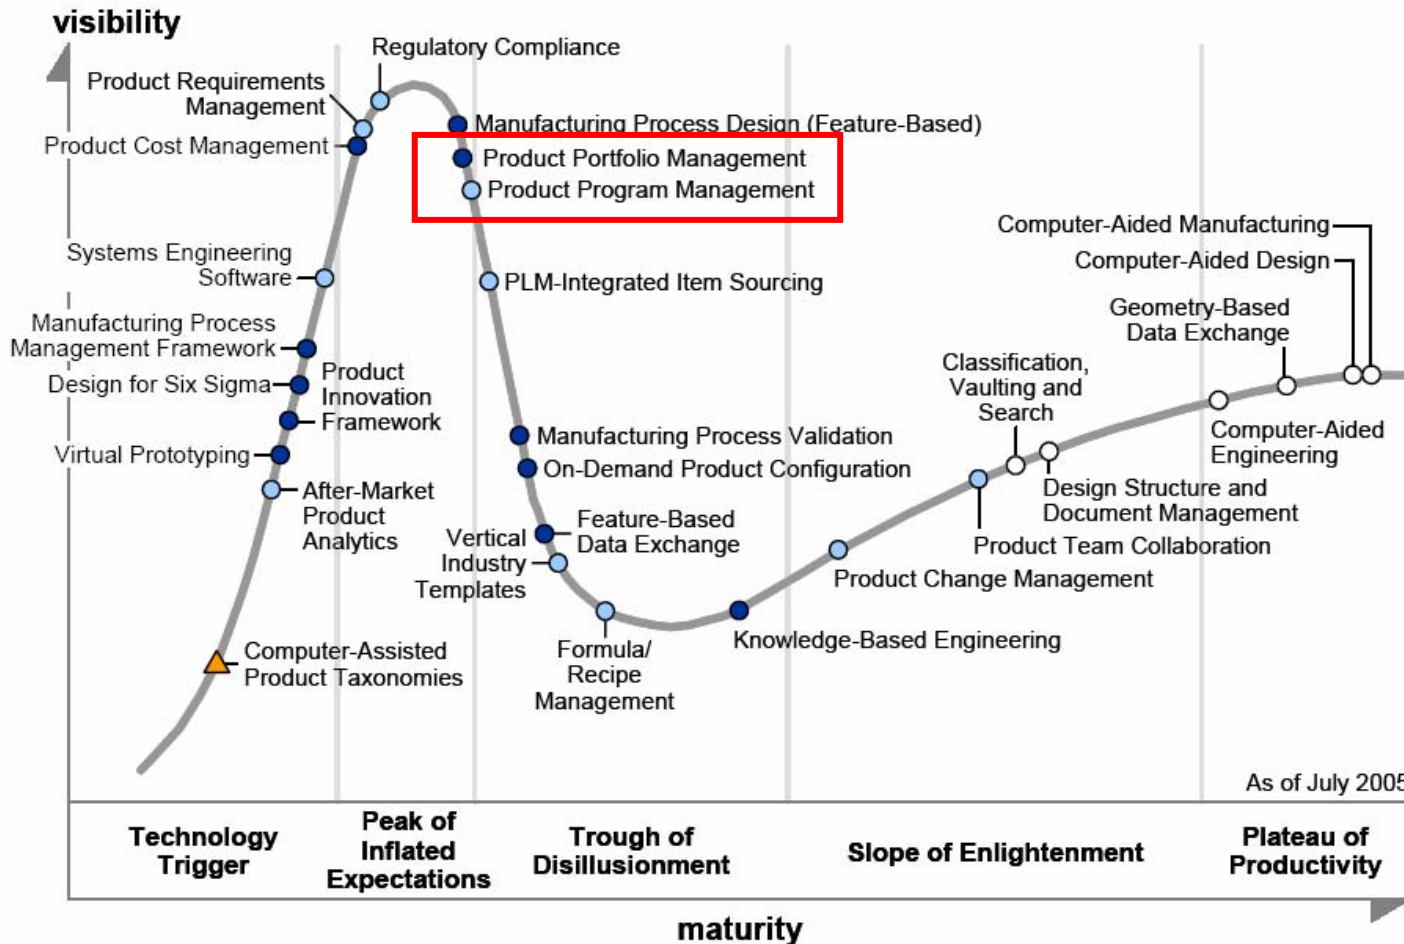 visibility
Regulatory Compliance
Product Requirements
Management
Product Cost Management
Manufacturing Process Design (Feature-Based)
Product Portfolio Management
Product Program Management
Systems Engineering
Software
PLM-Integrated Item Sourcing
Computer-Aided Manufacturing
Computer-Aided Design
Geometry-Based
Data Exchange
Manufacturing Process
Management Framework
Design for Six Sigma
Product
Innovation
Framework
Virtual Prototyping
After-Market
Product
Analytics
Classification,
Vaulting and
Search
Manufacturing Process Validation
On-Demand Product Configuration
Computer-Aided
Engineering
Design Structure and
Document Management
Feature-Based
Data Exchange
Vertical
Industry
Templates
Product Team Collaboration
Product Change Management
Knowledge-Based Engineering
Formula/
Recipe
Management
Computer-Assisted
Product Taxonomies
As of July 2005
Technology
Trigger
Peak of
Inflated
Expectations
Trough of
Disillusionment
Slope of Enlightenment
Plateau of
Productivity
maturity